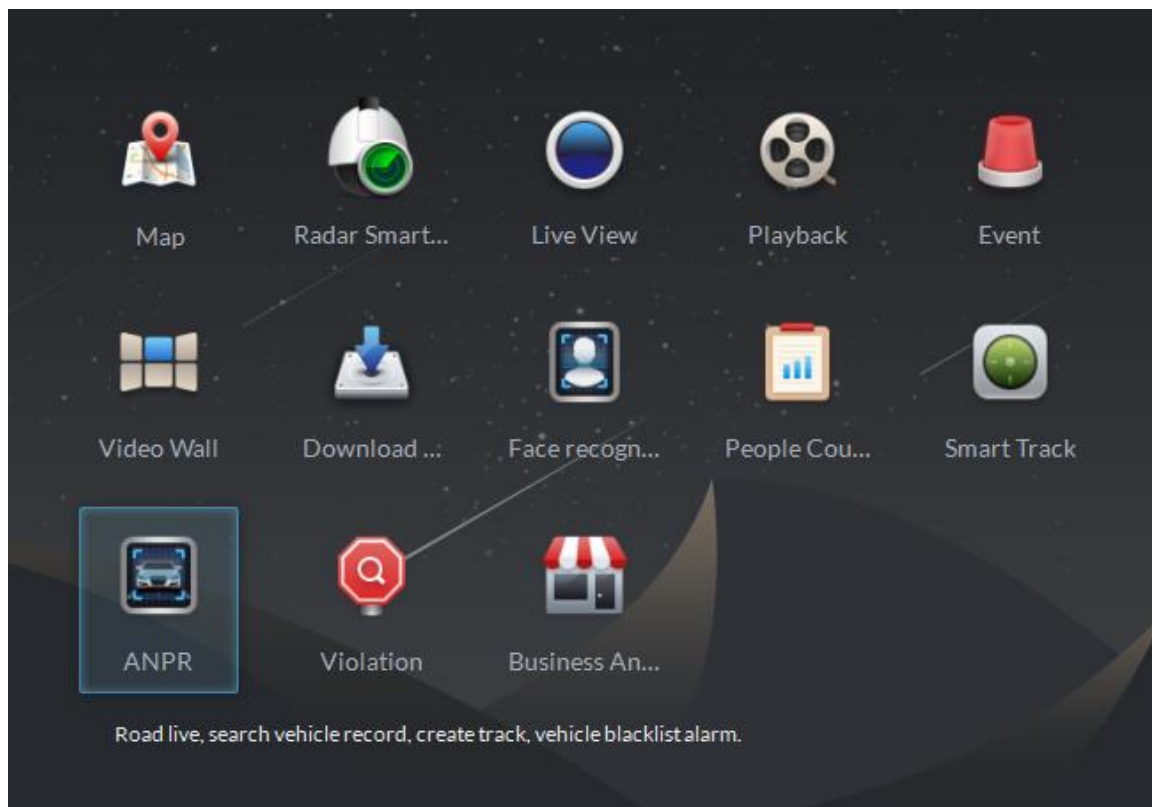 Map
Radar Smart...
Live View
Playback
Event
Video Wall
Download ...
Face recogn...
People Cou...
Smart Track
ANPR
Violation
Business An...
Road live, search vehicle record, create track, vehicle blacklist alarm.